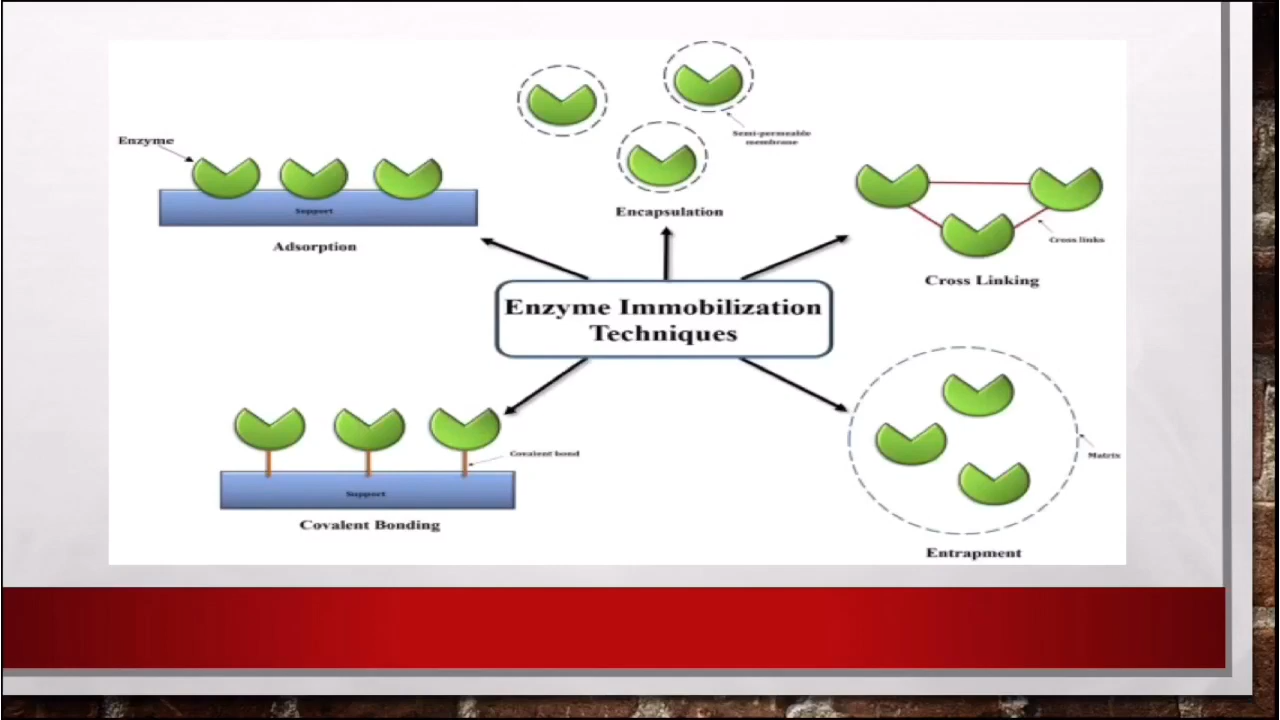 Enzyme
Support
Adsorption
Semi-permeable
membrane
Encapsulation
Cross links
Cross Linking
Enzyme Immobilization
Techniques
Covalent bond
Support
Covalent Bonding
Matrix
Entrapment